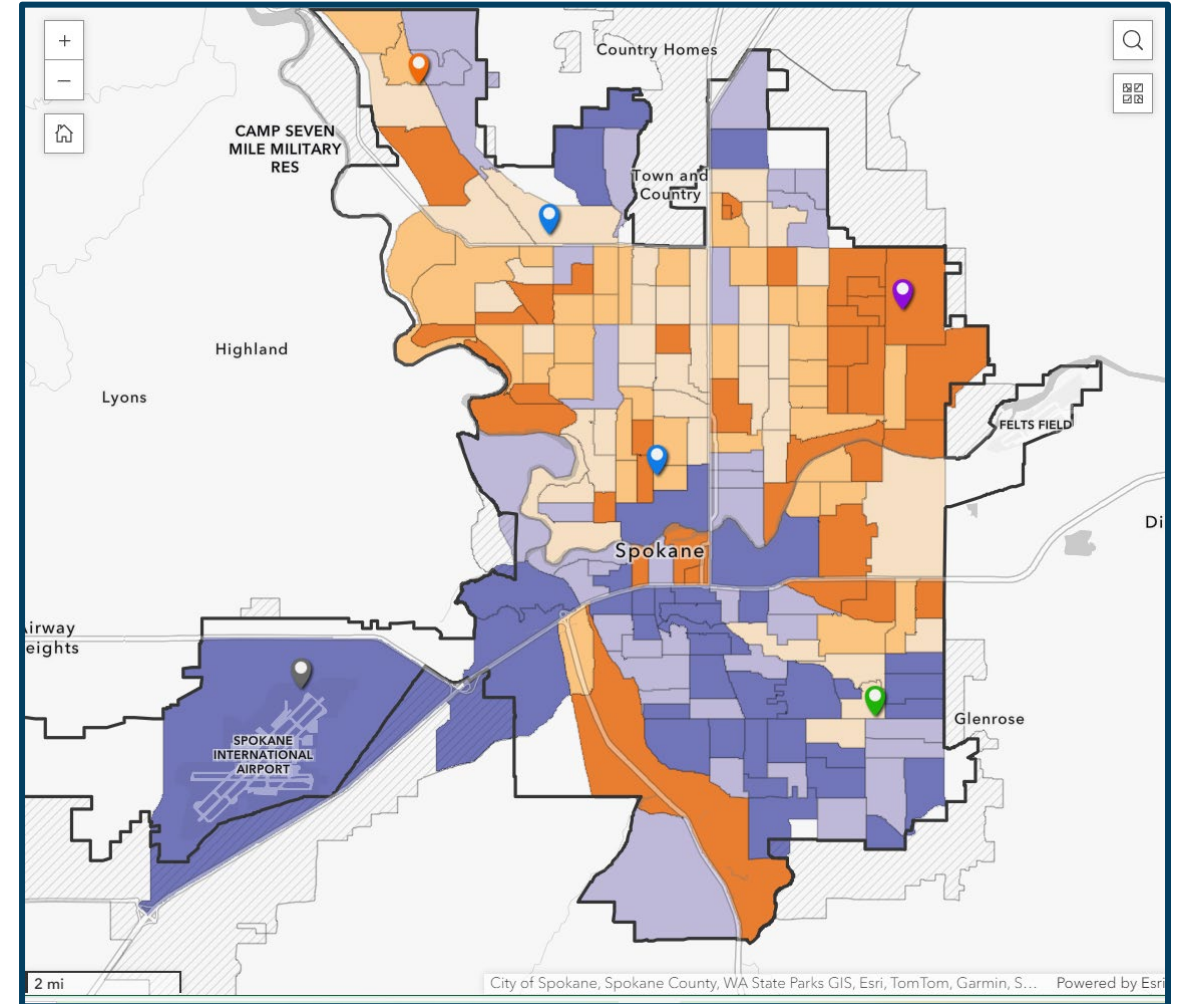 +
Country Homes
−
CAMP SEVEN
MILE MILITARY
RES
Town and
Country
Highland
Lyons
FELTS FIELD
Di
Spokane
Airway
eights
Glenrose
SPOKANE
INTERNATIONAL
AIRPORT
2 mi
City of Spokane, Spokane County, WA State Parks GIS, Esri, TomTom, Garmin, S...
Powered by Esri